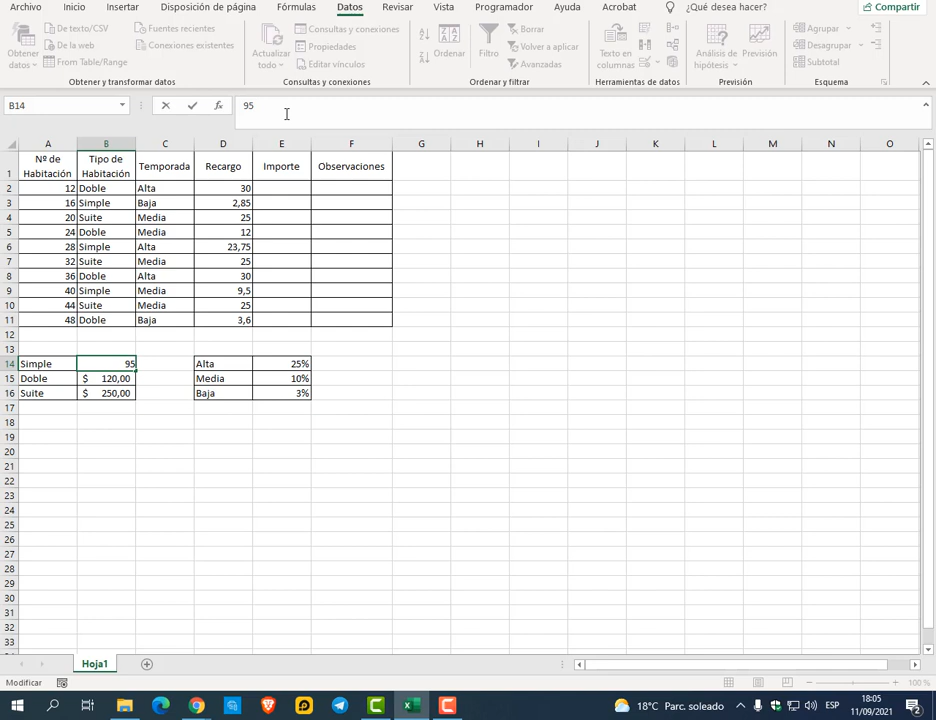 Archivo Inicio Insertar Disposición de página Fórmulas Datos Revisar Vista Programador Ayuda Acrobat ¿Qué desea hacer? Compartir
Obtener datos
De texto/CSV
De la web
From Table/Range
Fuentes recientes
Conexiones existentes
Obtener y transformar datos
Actualizar todo
Consultas y conexiones
Propiedades
Editar vínculos
Consultas y conexiones
Ordenar
Filtro
Borrar
Volver a aplicar
Avanzadas
Ordenar y filtrar
Texto en columnas
Herramientas de datos
Análisis de hipótesis
Previsión
Previsión
Agrupar
Desagrupar
Subtotal
Esquema
B14 fx 95
A B C D E F G H I J K L M N O
1 Nº de Habitación Tipo de Habitación Temporada Recargo Importe Observaciones
2 12 Doble Alta 30
3 16 Simple Baja 2,85
4 20 Suite Media 25
5 24 Doble Media 12
6 28 Simple Alta 23,75
7 32 Suite Media 25
8 36 Doble Alta 30
9 40 Simple Media 9,5
10 44 Suite Media 25
11 48 Doble Baja 3,6
12
13
14 Simple 95 Alta 25%
15 Doble $ 120,00 Media 10%
16 Suite $ 250,00 Baja 3%
17
18
19
20
21
22
23
24
25
26
27
28
29
30
31
32
33
Hoja1
Modificar 100 %
18°C Parc. soleado ESP 18:05
11/09/2021 2